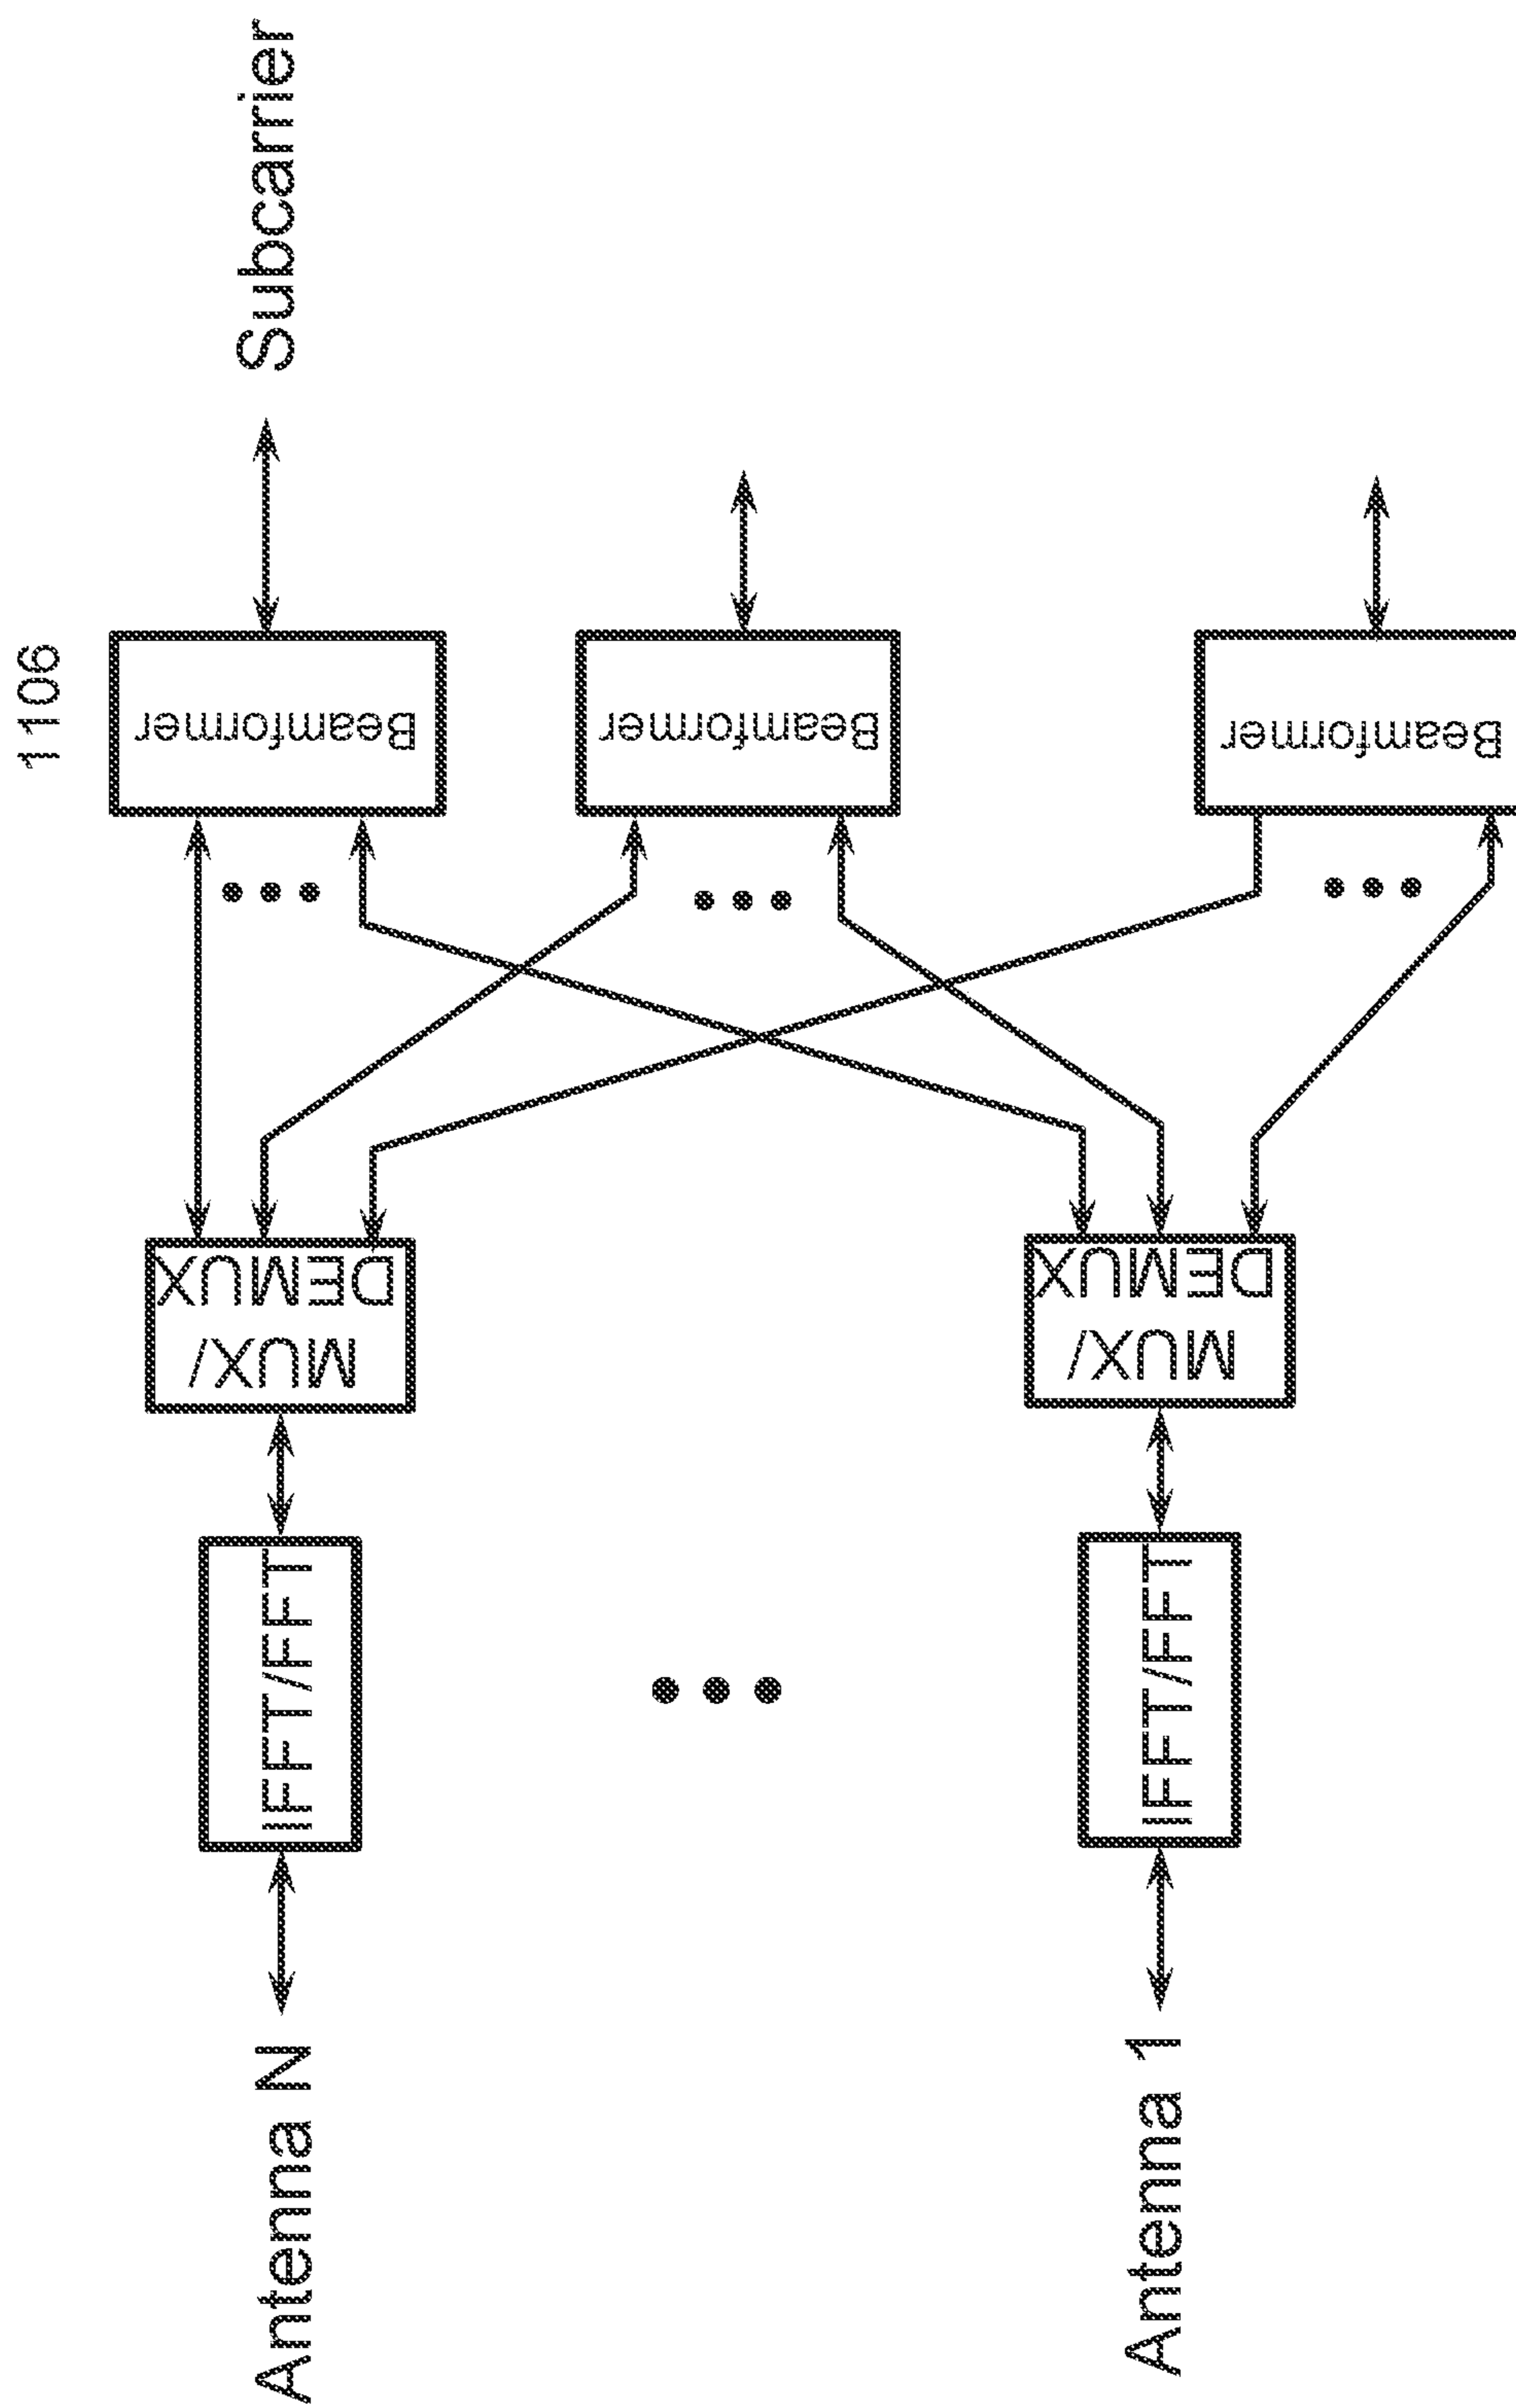 1106
Antenna N
IFFT/FFT
MUX/
DEMUX
Beamformer
Subcarrier
Beamformer
Antenna 1
IFFT/FFT
MUX/
DEMUX
Beamformer